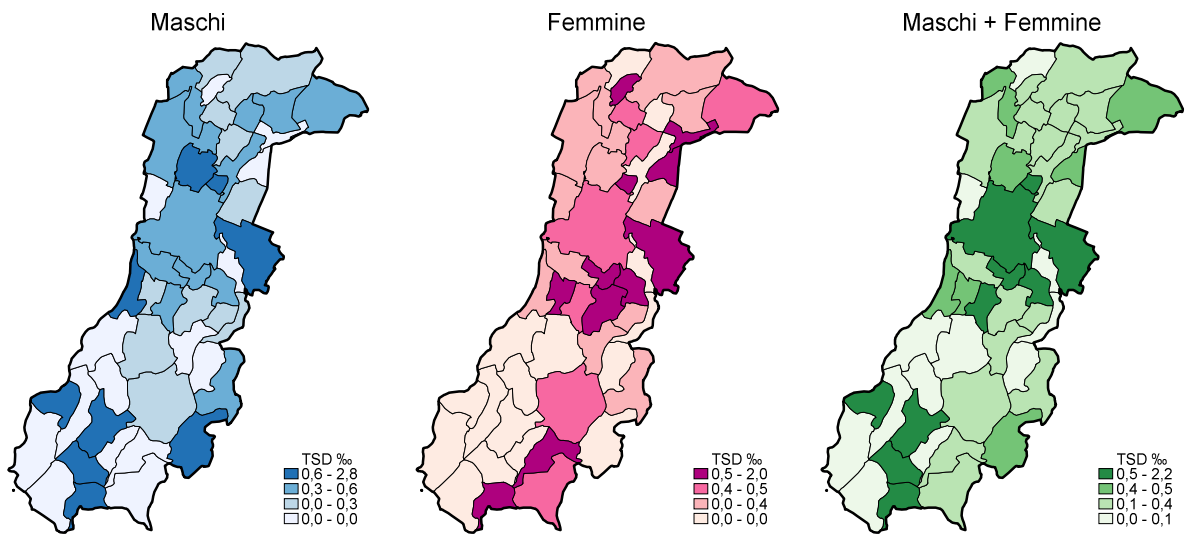 Maschi
Femmine
Maschi + Femmine
TSD ‰
0,6 - 2,8
0,3 - 0,6
0,0 - 0,3
0,0 - 0,0
TSD ‰
0,5 - 2,0
0,4 - 0,5
0,0 - 0,4
0,0 - 0,0
TSD ‰
0,5 - 2,2
0,4 - 0,5
0,1 - 0,4
0,0 - 0,1